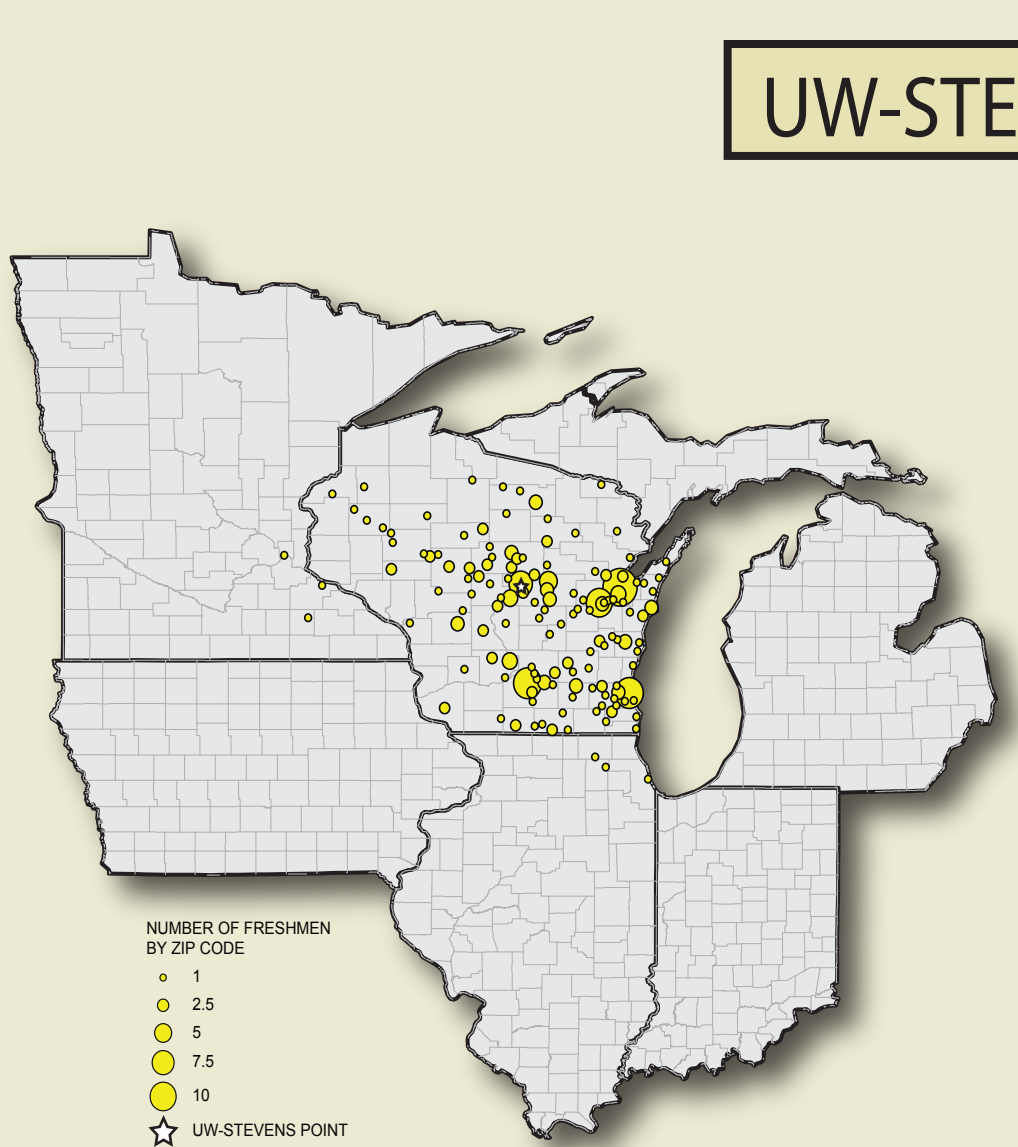 UW-STE
NUMBER OF FRESHMEN
BY ZIP CODE
1
2.5
5
7.5
10
UW-STEVENS POINT